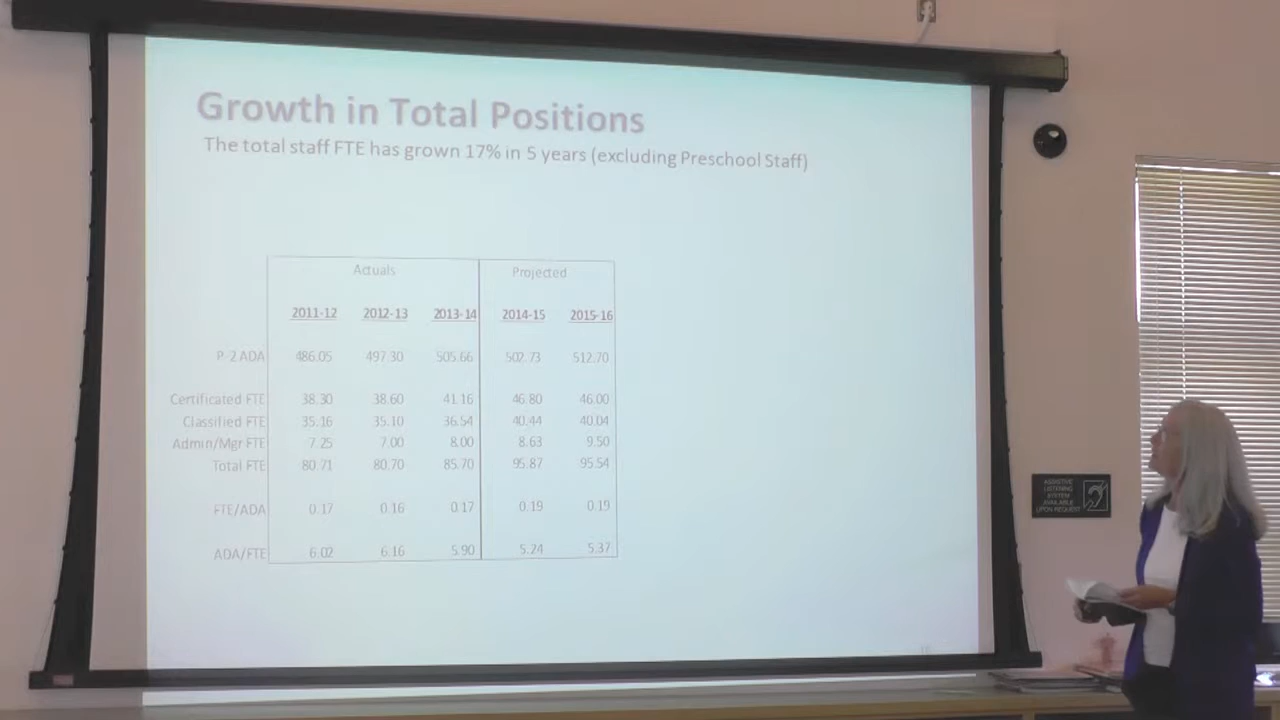 Growth in Total Positions
The total staff FTE has grown 17% in 5 years (excluding Preschool Staff)
Actuals Projected
2011-12 2012-13 2013-14 2014-15 2015-16
P-2 ADA 486.05 497.30 505.66 502.73 512.70
Certificated FTE 38.30 38.60 41.16 46.80 46.00
Classified FTE 35.16 35.10 36.54 40.44 40.04
Admin/Mgr FTE 7.25 7.00 8.00 8.63 9.50
Total FTE 80.71 80.70 85.70 95.87 95.54
FTE/ADA 0.17 0.16 0.17 0.19 0.19
ADA/FTE 6.02 6.16 5.90 5.24 5.37
ASSISTIVE
LISTENING
SYSTEM
AVAILABLE
UPON REQUEST